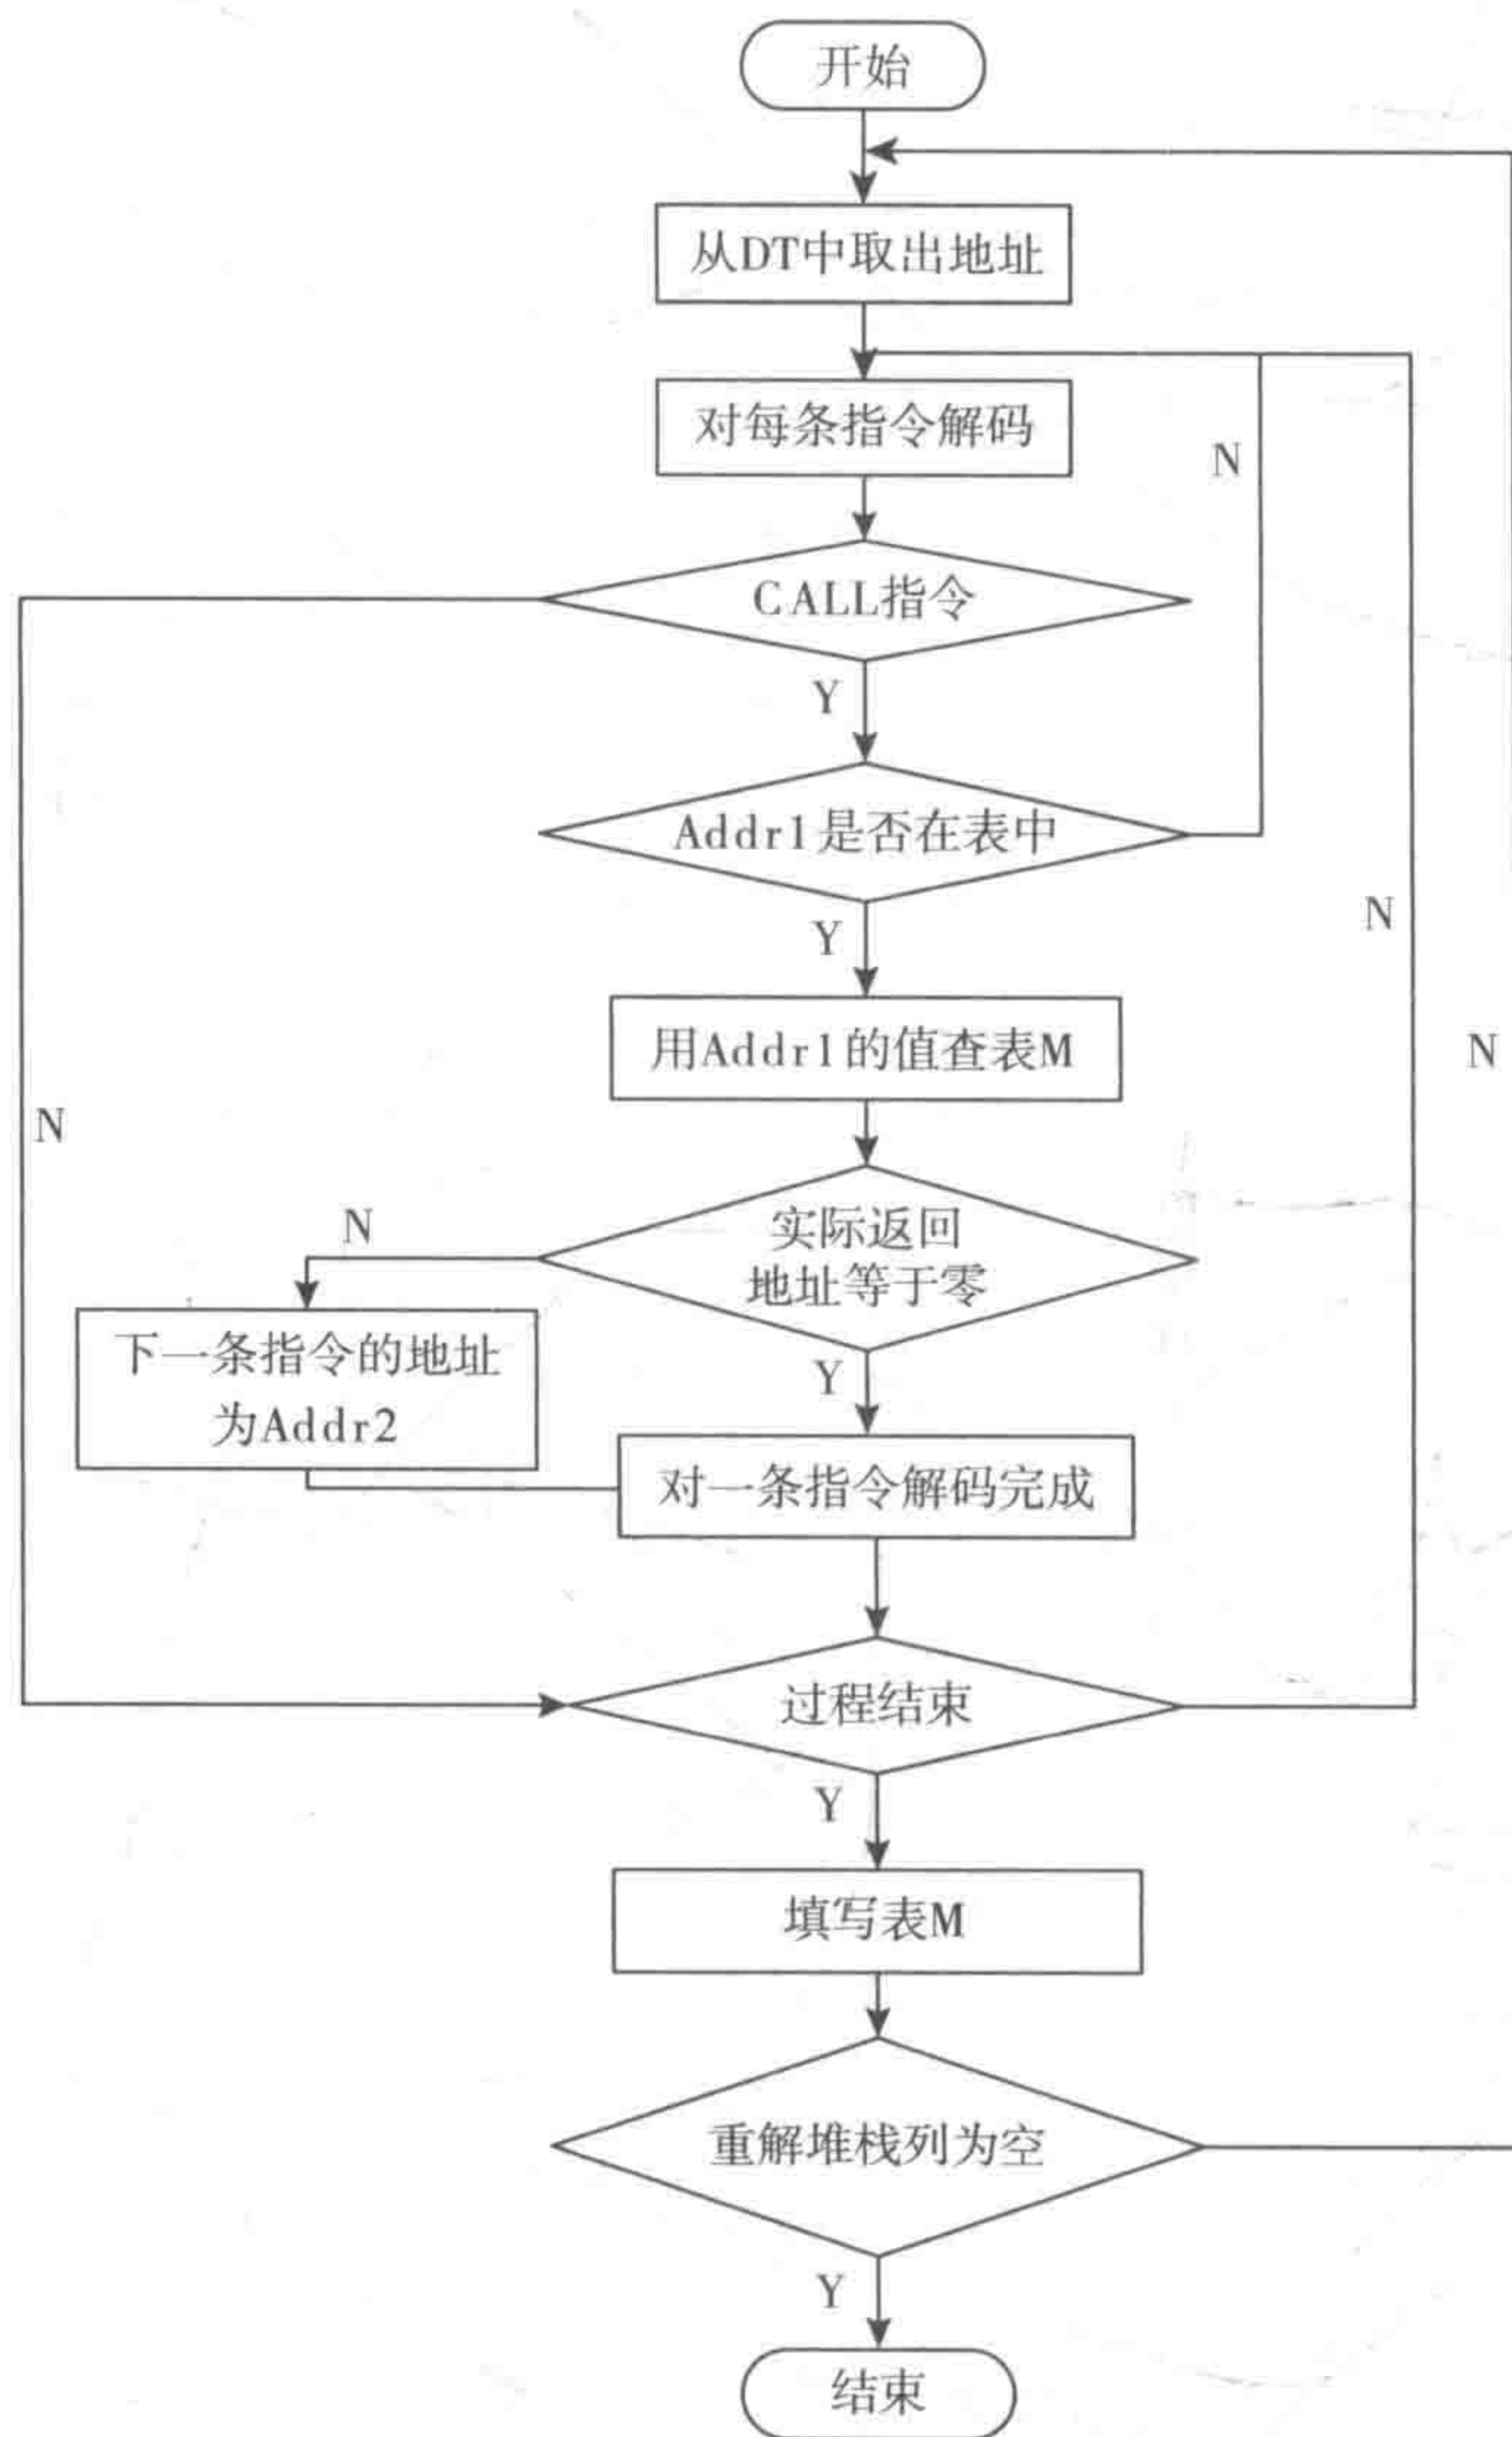 开始
从DT中取出地址
对每条指令解码
N
CALL指令
Y
Addr1是否在表中
N
Y
用Addr1的值查表M
N
N
实际返回
地址等于零
N
下一条指令的地址
为Addr2
Y
对一条指令解码完成
过程结束
Y
填写表M
重解堆栈列为空
Y
结束